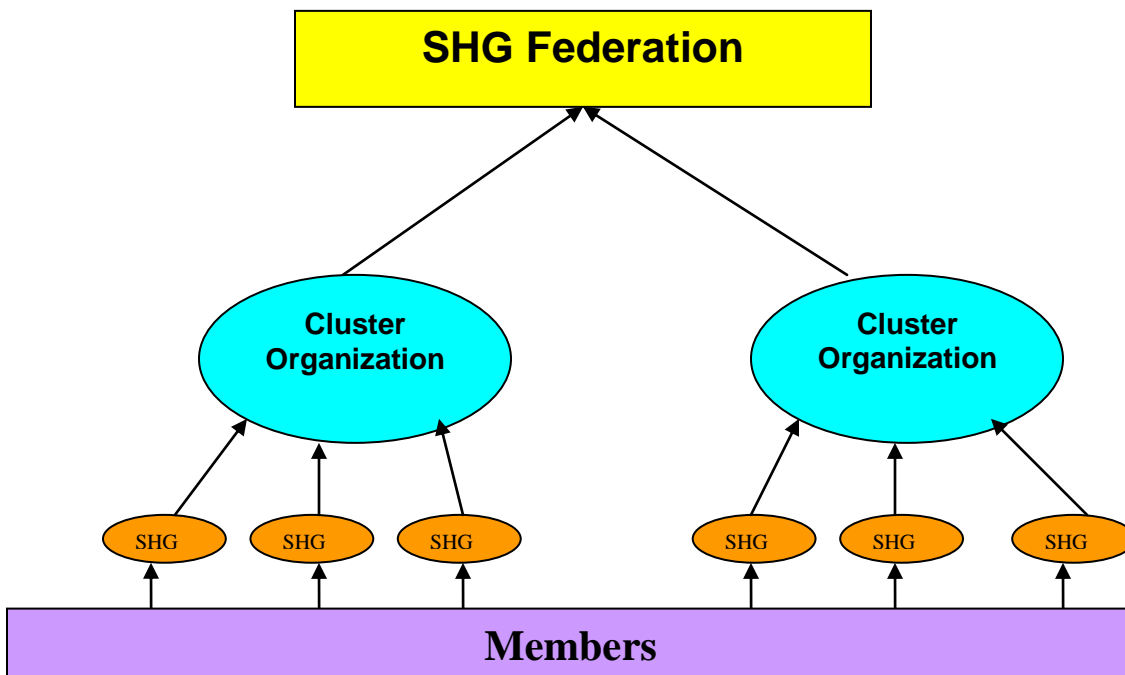 SHG Federation
Cluster
Organization
Cluster
Organization
SHG
SHG
SHG
SHG
SHG
SHG
Members